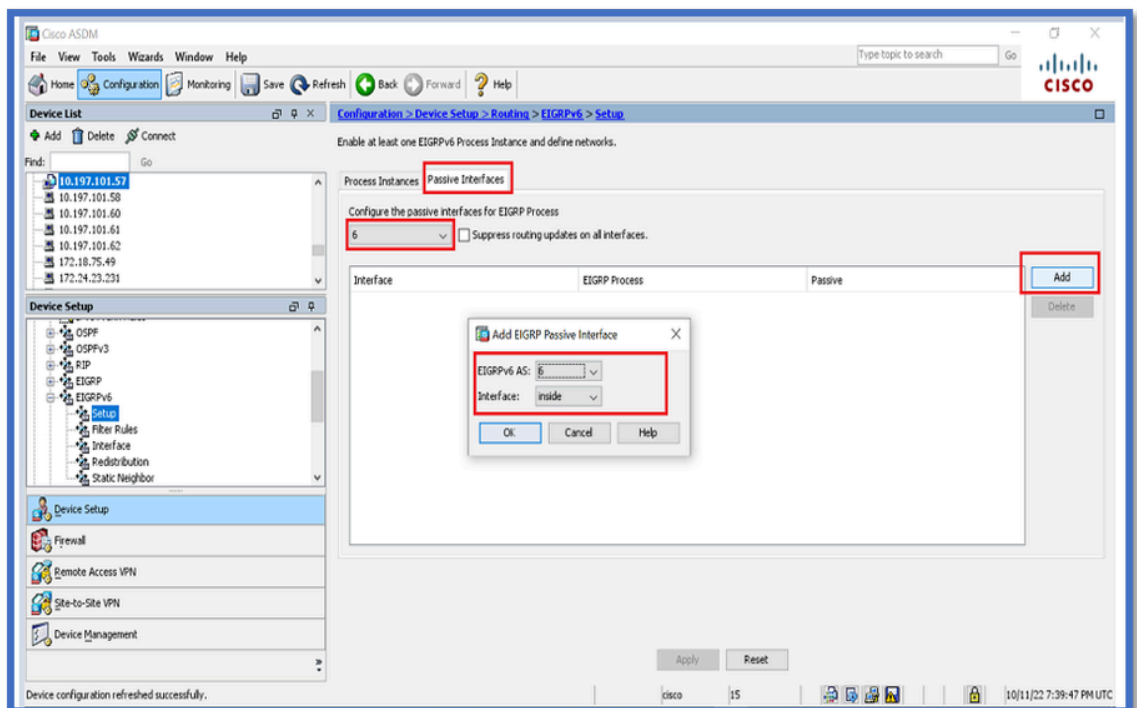 Cisco ASDM
File View Tools Wizards Window Help
Type topic to search Go
Home Configuration Monitoring Save Refresh Back Forward Help
CISCO
Device List
Add Delete Connect
Find: Go
10.197.101.57
10.197.101.58
10.197.101.60
10.197.101.61
10.197.101.62
172.18.75.49
172.24.23.231
Device Setup
OSPF
OSPFv3
RIP
EIGRP
EIGRPv6
Setup
Filter Rules
Interface
Redistribution
Static Neighbor
Device Setup
Firewall
Remote Access VPN
Site-to-Site VPN
Device Management
Configuration > Device Setup > Routing > EIGRPv6 > Setup
Enable at least one EIGRPv6 Process Instance and define networks.
Process Instances Passive Interfaces
Configure the passive interfaces for EIGRP Process
6 Suppress routing updates on all interfaces.
Interface EIGRP Process Passive
Add
Delete
Add EIGRP Passive Interface
EIGRPv6 AS: 6
Interface: inside
OK Cancel Help
Apply Reset
Device configuration refreshed successfully. cisco 15 10/11/22 7:39:47 PM UTC